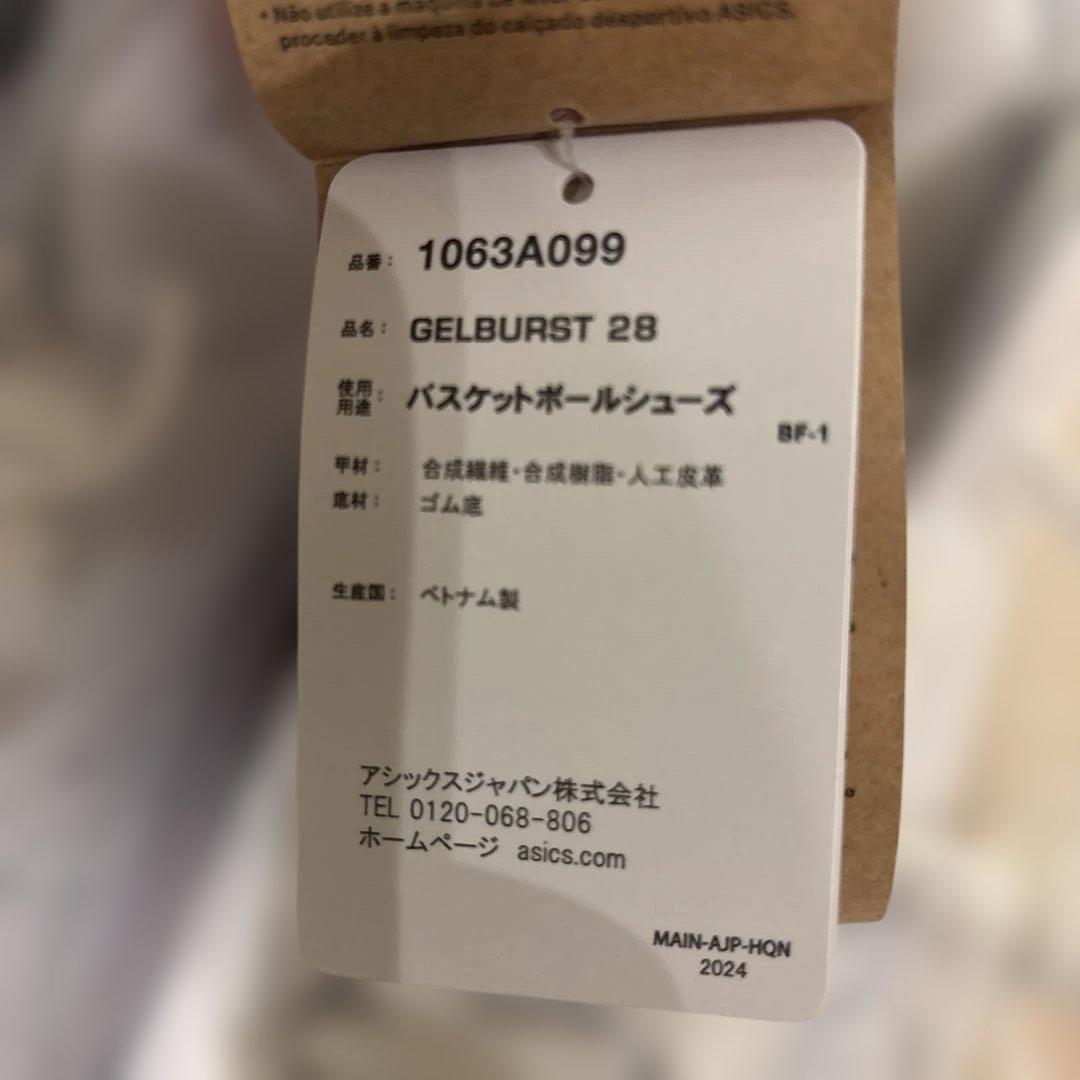 • Não utilize a máquina de lavar
proceder à limpeza do calçado desportivo ASICS.
品番： 1063A099
品名： GELBURST 28
使用用途： バスケットボールシューズ
BF-1
甲材： 合成繊維・合成樹脂・人工皮革
底材： ゴム底
生産国： ベトナム製
アシックスジャパン株式会社
TEL 0120-068-806
ホームページ asics.com
MAIN-AJP-HQN
2024